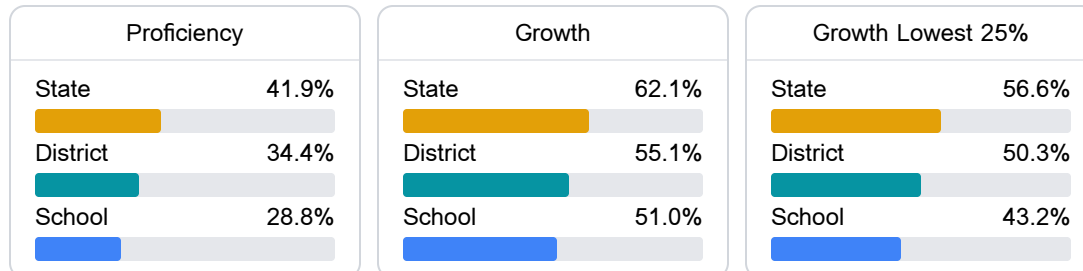 Proficiency
State 41.9%
District 34.4%
School 28.8%
Growth
State 62.1%
District 55.1%
School 51.0%
Growth Lowest 25%
State 56.6%
District 50.3%
School 43.2%